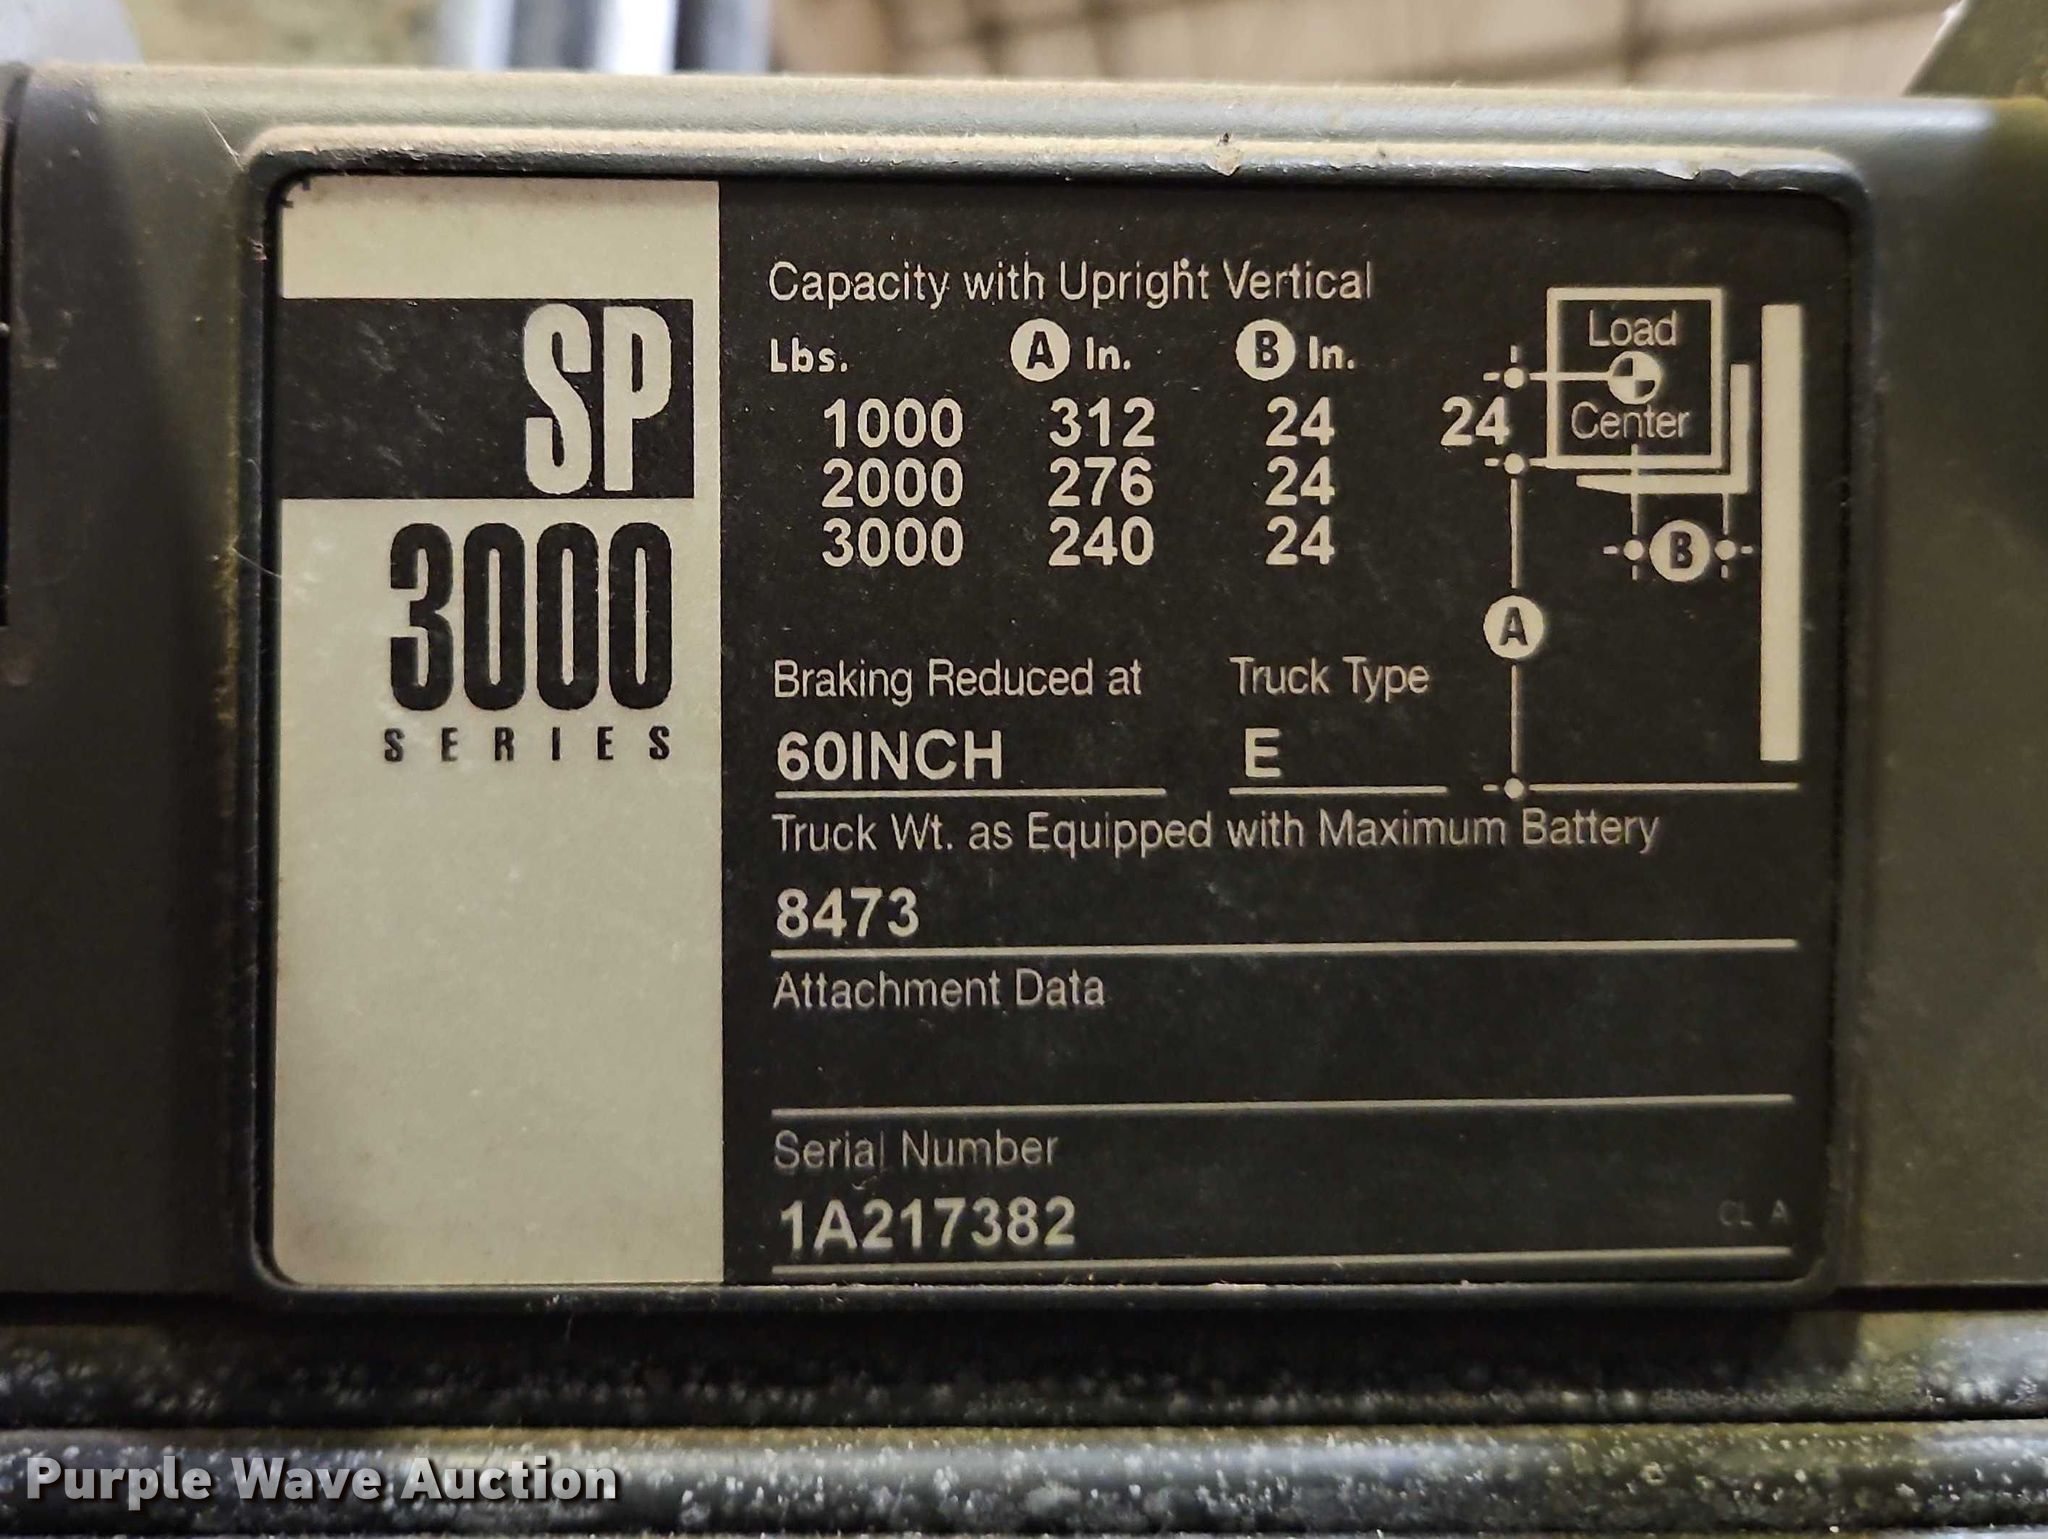 SP
3000
SERIES
Capacity with Upright Vertical
Lbs. A In. B In.
1000 312 24
2000 276 24
3000 240 24
Load
Center
24
B
A
Braking Reduced at Truck Type
60INCH E
Truck Wt. as Equipped with Maximum Battery
8473
Attachment Data
Serial Number
1A217382
CL A
Purple Wave Auction